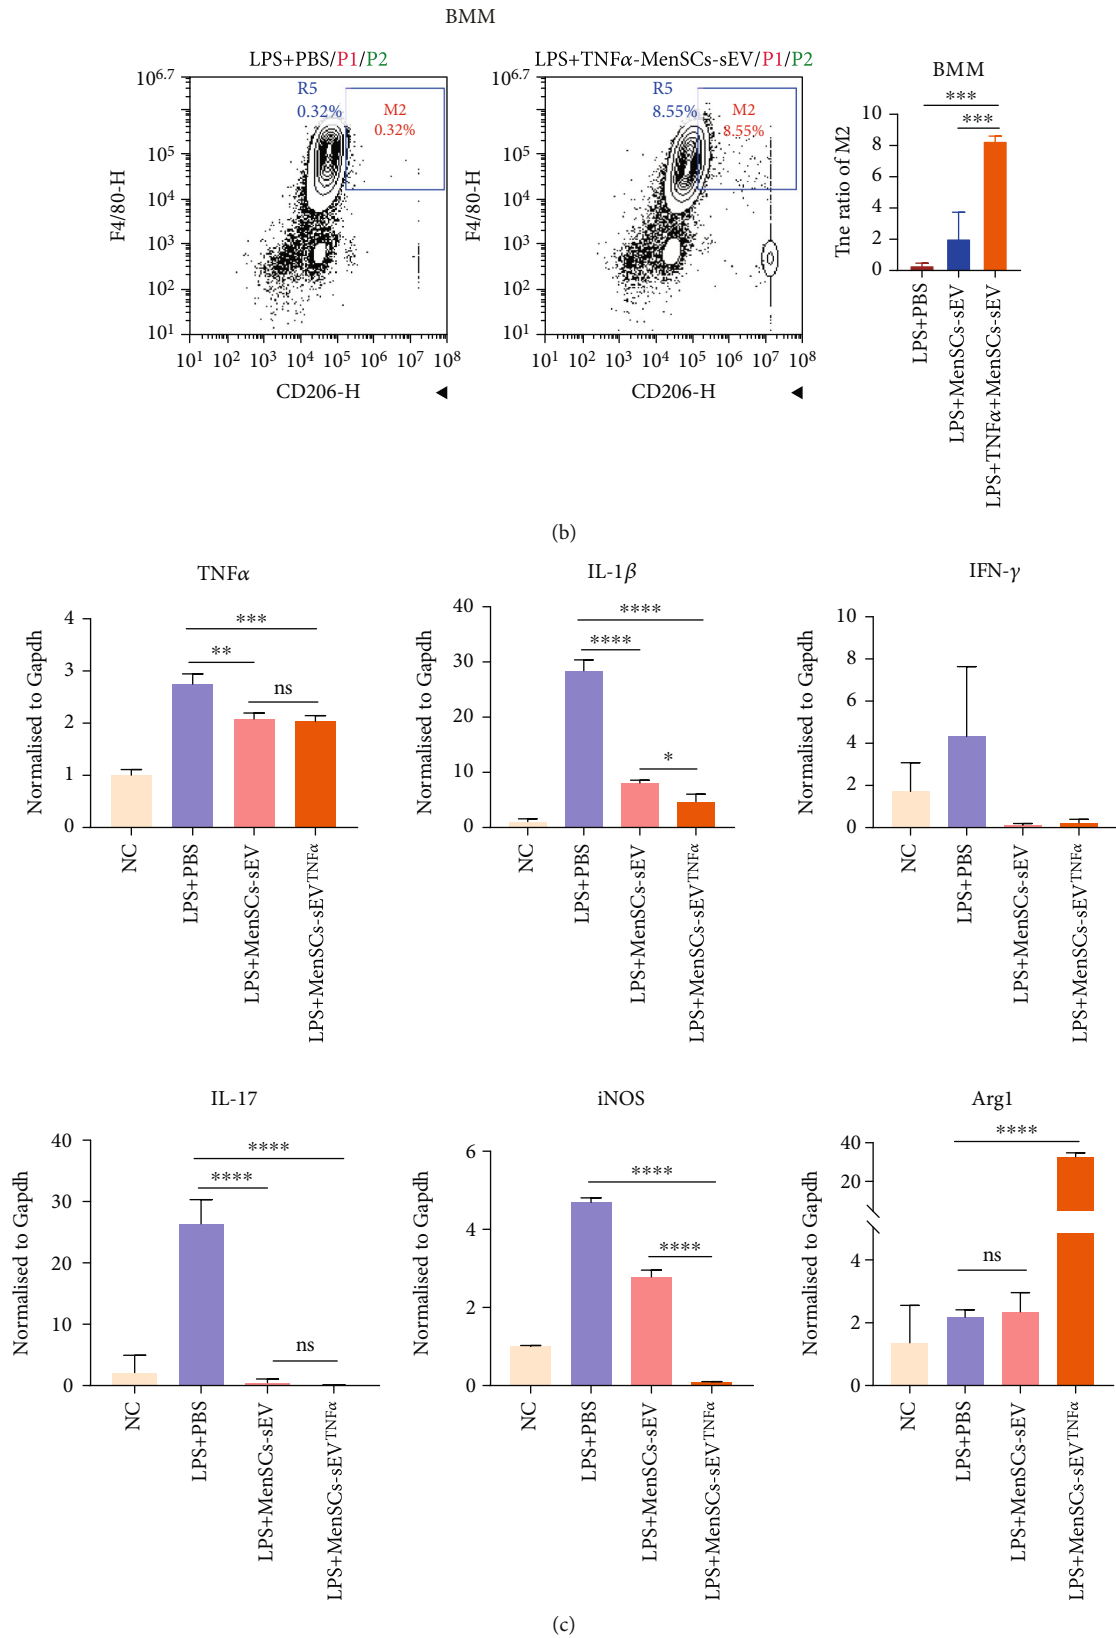 BMM
LPS+PBS/P1/P2
R5
0.32%
M2
0.32%
10^6.7
10^5
10^4
10^3
10^2
10^1
F4/80-H
10^1 10^2 10^3 10^4 10^5 10^6 10^7 10^8
CD206-H
LPS+TNFα-MenSCs-sEV/P1/P2
R5
8.55%
M2
8.55%
10^6.7
10^5
10^4
10^3
10^2
10^1
F4/80-H
10^1 10^2 10^3 10^4 10^5 10^6 10^7 10^8
CD206-H
BMM
***
***
The ratio of M2
10
8
6
4
2
0
LPS+PBS
LPS+MenSCs-sEV
LPS+TNFα+MenSCs-sEV
(b)
TNFα
Normalised to Gapdh
4
3
2
1
0
***
**
ns
NC
LPS+PBS
LPS+MenSCs-sEV
LPS+MenSCs-sEV^TNFα
IL-1β
Normalised to Gapdh
40
30
20
10
0
****
****
*
NC
LPS+PBS
LPS+MenSCs-sEV
LPS+MenSCs-sEV^TNFα
IFN-γ
Normalised to Gapdh
10
8
6
4
2
0
NC
LPS+PBS
LPS+MenSCs-sEV
LPS+MenSCs-sEV^TNFα
IL-17
Normalised to Gapdh
40
30
20
10
0
****
****
ns
NC
LPS+PBS
LPS+MenSCs-sEV
LPS+MenSCs-sEV^TNFα
iNOS
Normalised to Gapdh
6
4
2
0
****
****
NC
LPS+PBS
LPS+MenSCs-sEV
LPS+MenSCs-sEV^TNFα
Arg1
Normalised to Gapdh
40
20
4
2
0
****
ns
NC
LPS+PBS
LPS+MenSCs-sEV
LPS+MenSCs-sEV^TNFα
(c)